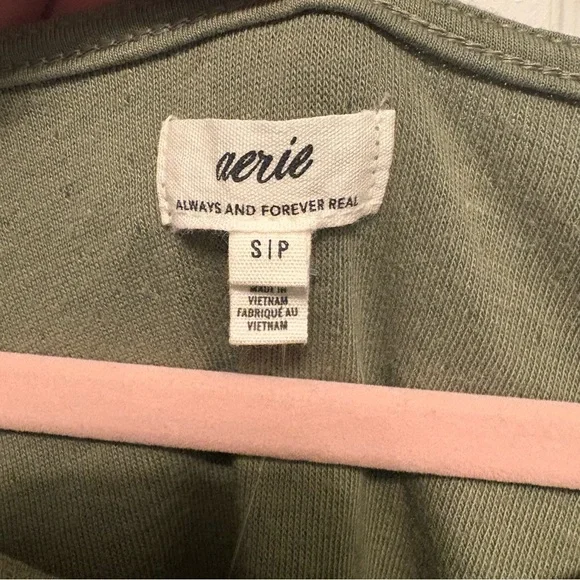 aerie
ALWAYS AND FOREVER REAL
S|P
MADE IN
VIETNAM
FABRIQUÉ AU
VIETNAM